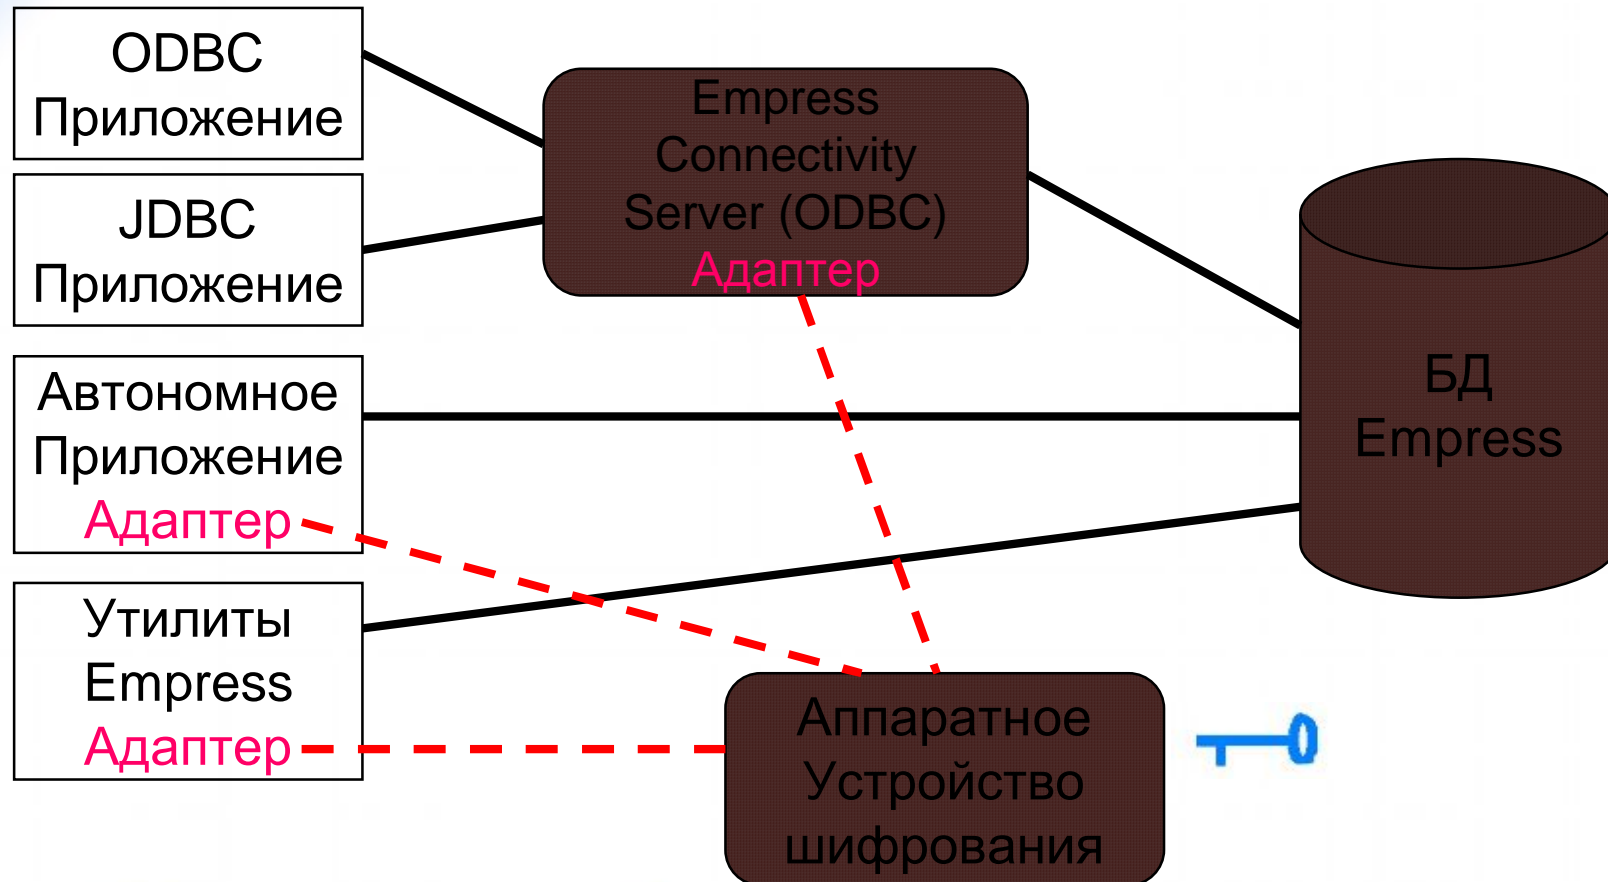 ODBC
Приложение
JDBC
Приложение
Автономное
Приложение
Адаптер
Утилиты
Empress
Адаптер
Empress
Connectivity
Server (ODBC)
Адаптер
БД
Empress
Аппаратное
Устройство
шифрования